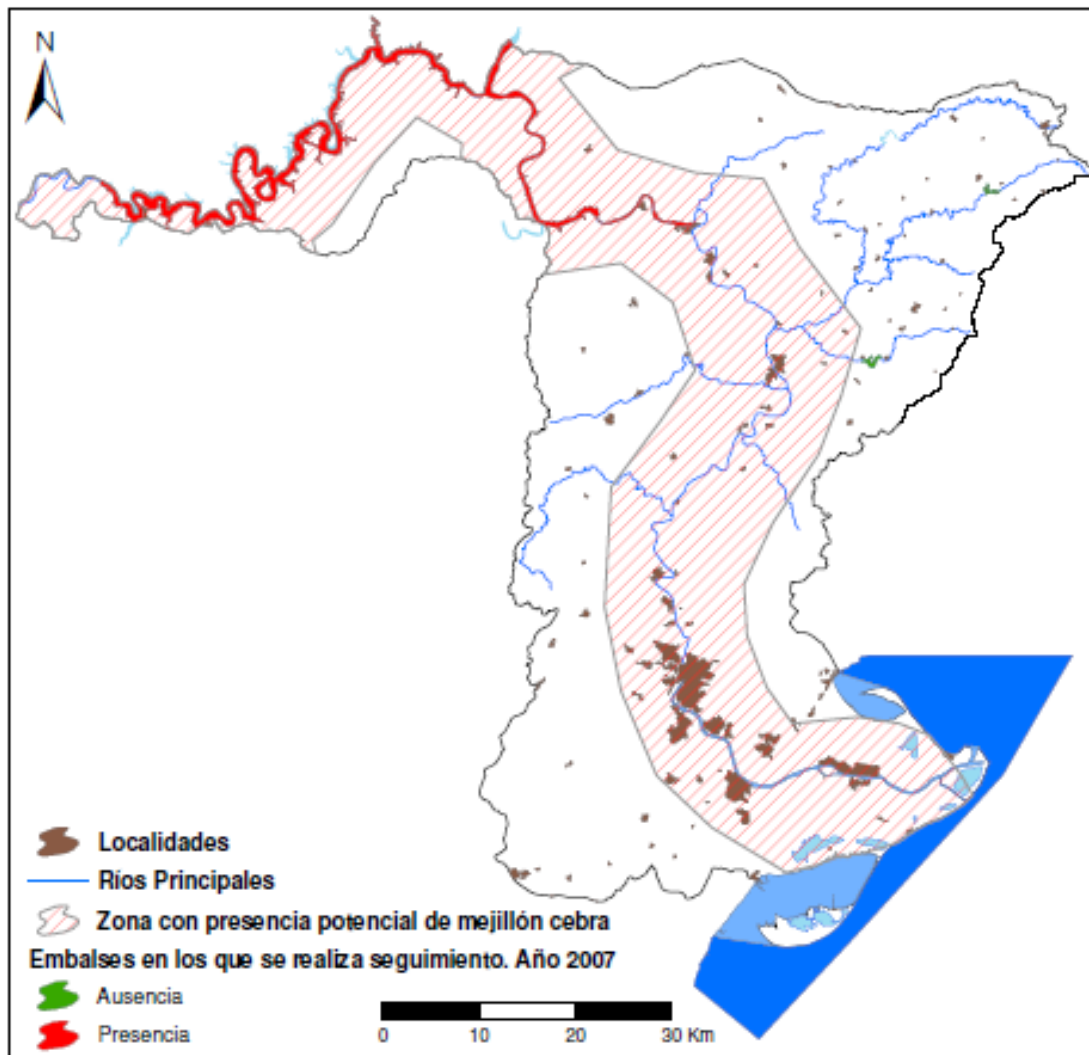 N
Localidades
Ríos Principales
Zona con presencia potencial de mejillón cebra
Embalses en los que se realiza seguimiento. Año 2007
Ausencia
Presencia
0 10 20 30 Km